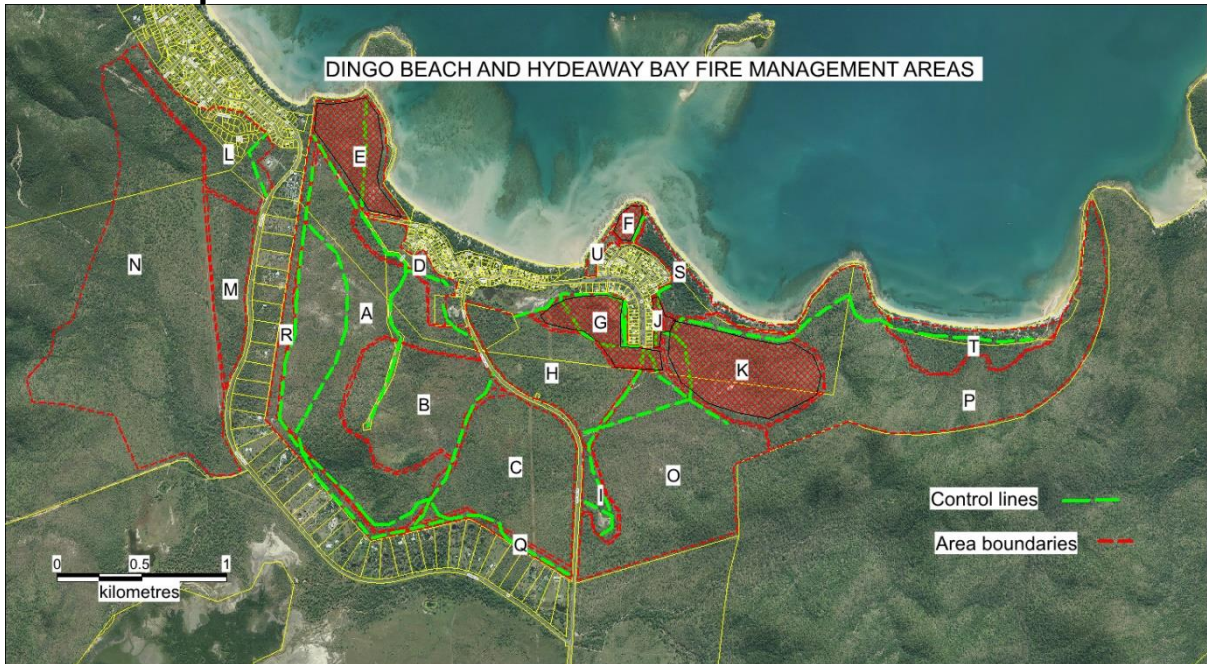 DINGO BEACH AND HYDEAWAY BAY FIRE MANAGEMENT AREAS
E
L
F
U
D
S
N
M
A
R
G
J
T
H
K
P
B
C
O
I
Control lines
Q
Area boundaries
0 0.5 1
kilometres